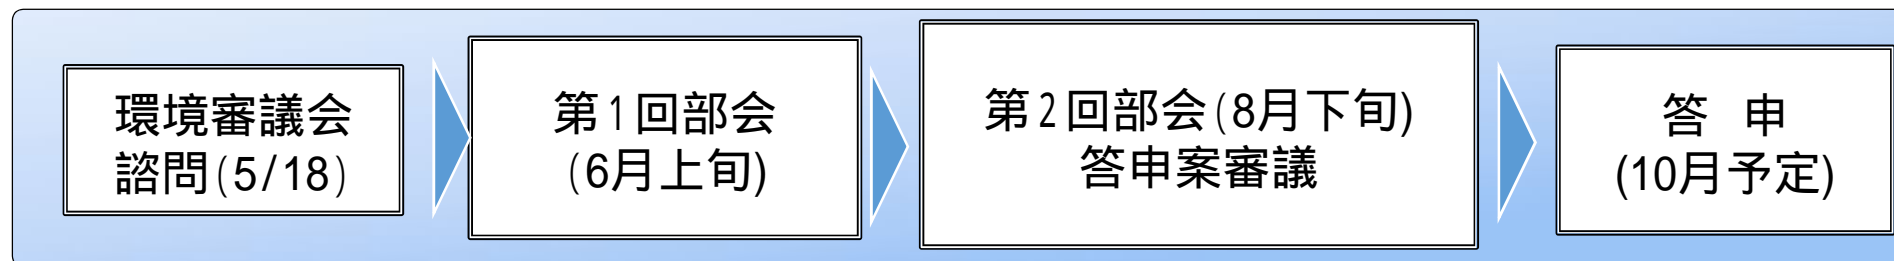 環境審議会
諮問(5/18)
第1回部会
(6月上旬)
第2回部会(8月下旬)
答申案審議
答 申
(10月予定)